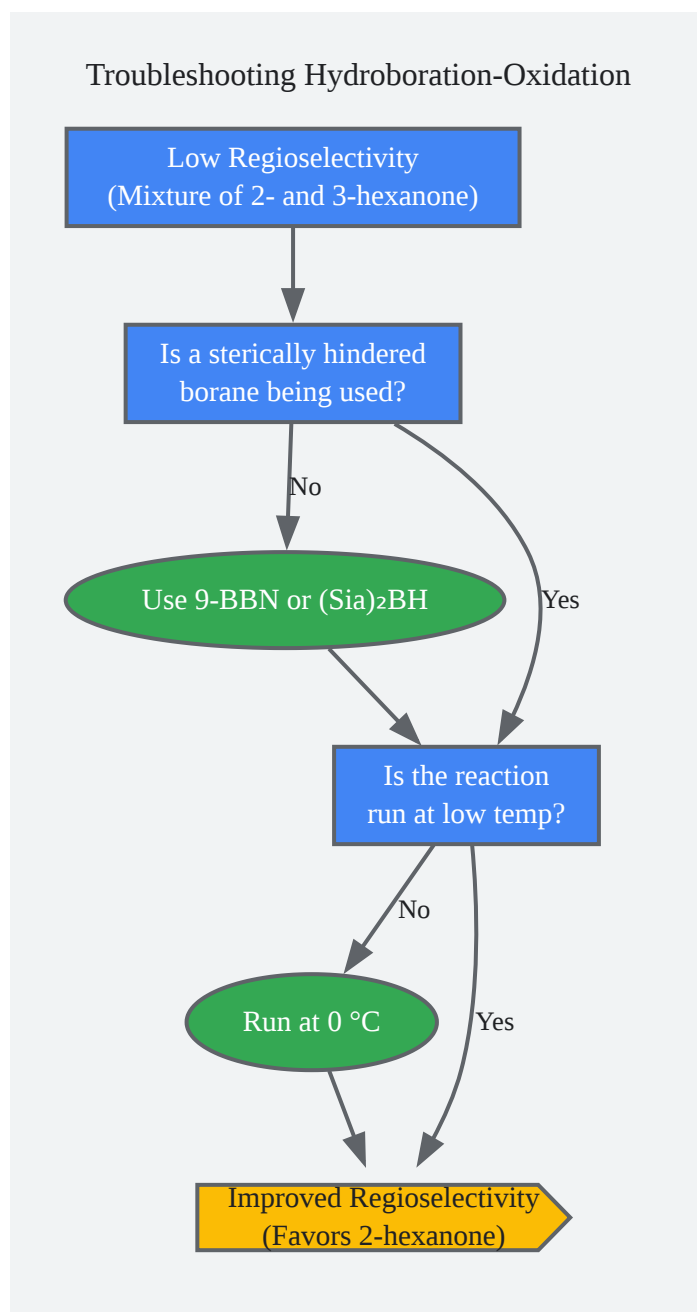 Troubleshooting Hydroboration-Oxidation
Low Regioselectivity
(Mixture of 2- and 3-hexanone)
Is a sterically hindered
borane being used?
No
Use 9-BBN or (Sia)₂BH
Yes
Is the reaction
run at low temp?
No
Run at 0 °C
Yes
Improved Regioselectivity
(Favors 2-hexanone)